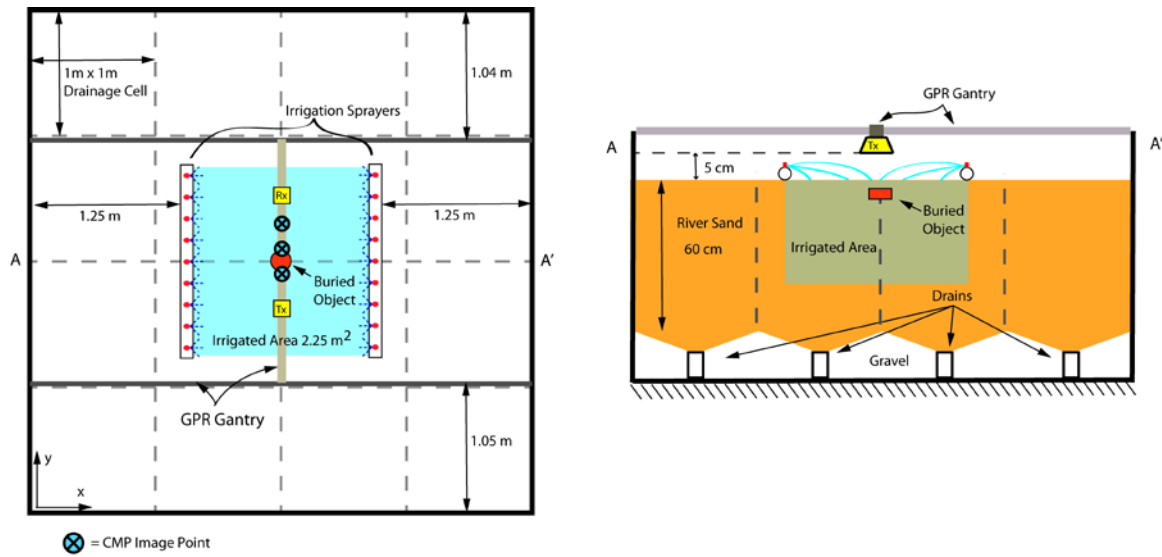 1m x 1m
Drainage Cell
1.04 m
Irrigation Sprayers
Rx
1.25 m
1.25 m
A
A'
Buried
Object
Tx
Irrigated Area 2.25 m²
GPR Gantry
1.05 m
y
x
= CMP Image Point
GPR Gantry
A
A'
Tx
5 cm
River Sand
60 cm
Buried
Object
Irrigated Area
Drains
Gravel